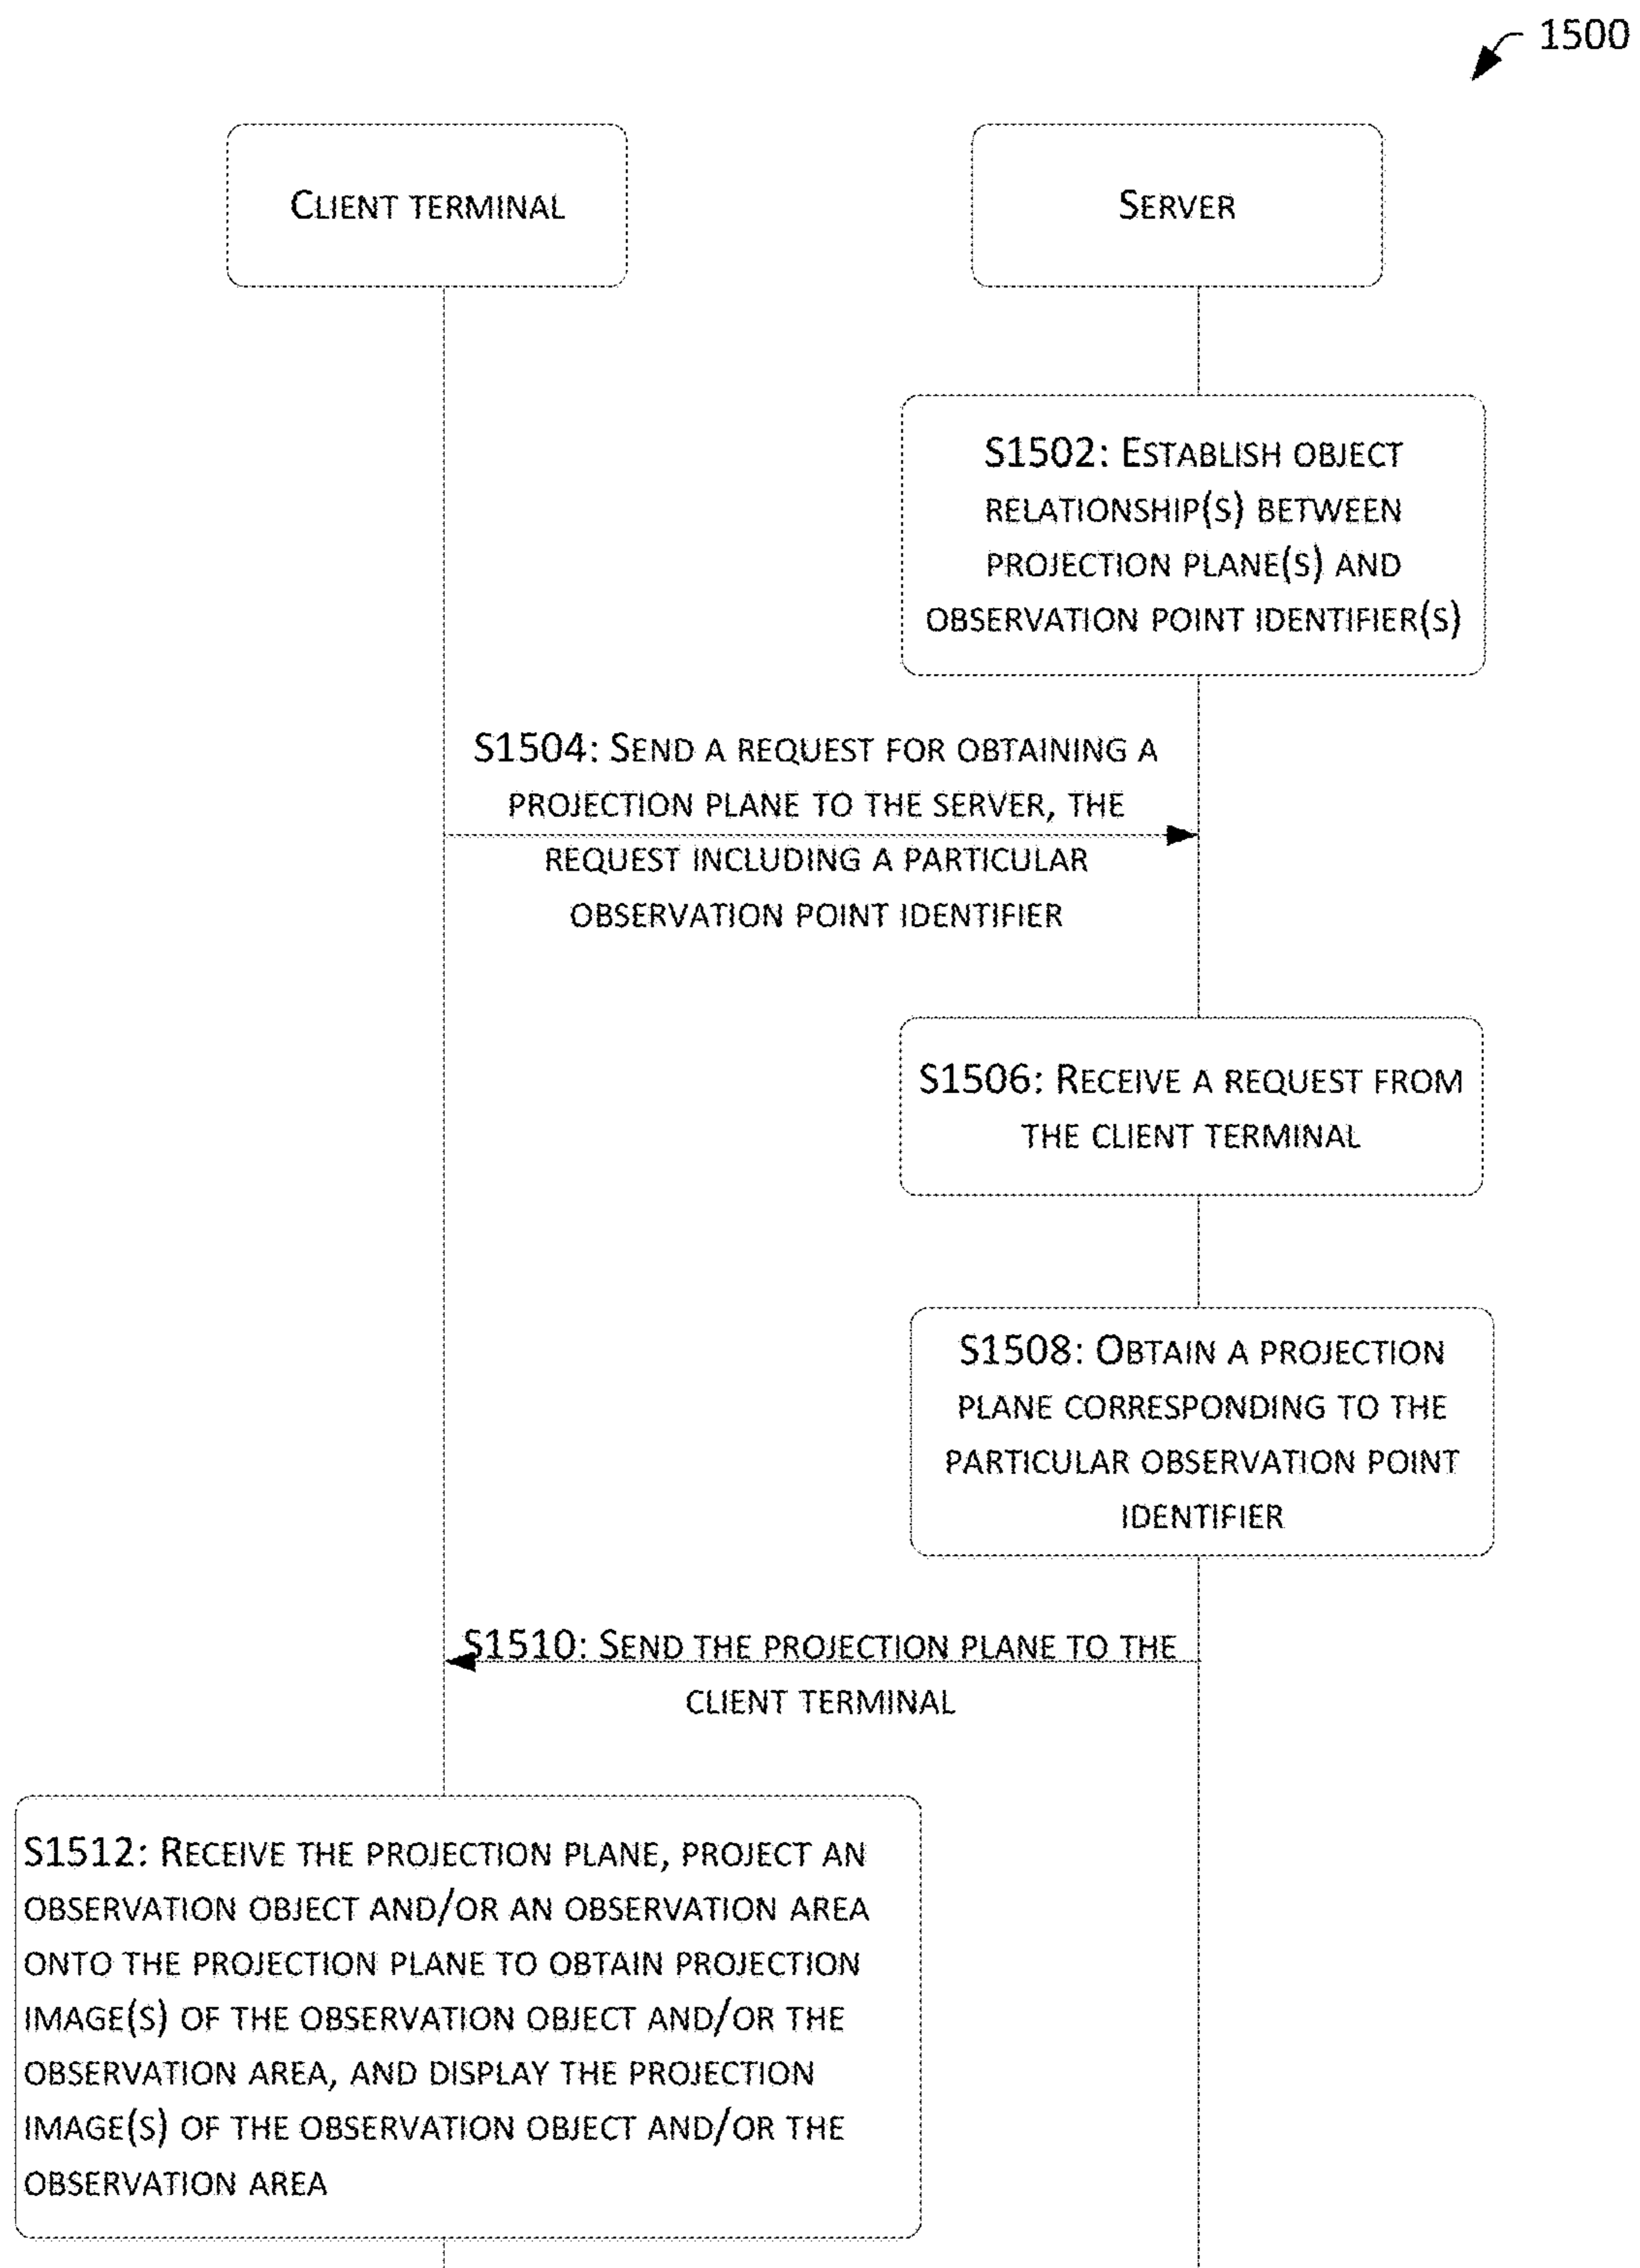 1500
CLIENT TERMINAL
SERVER
S1502: ESTABLISH OBJECT
RELATIONSHIP(S) BETWEEN
PROJECTION PLANE(S) AND
OBSERVATION POINT IDENTIFIER(S)
S1504: SEND A REQUEST FOR OBTAINING A
PROJECTION PLANE TO THE SERVER, THE
REQUEST INCLUDING A PARTICULAR
OBSERVATION POINT IDENTIFIER
S1506: RECEIVE A REQUEST FROM
THE CLIENT TERMINAL
S1508: OBTAIN A PROJECTION
PLANE CORRESPONDING TO THE
PARTICULAR OBSERVATION POINT
IDENTIFIER
S1510: SEND THE PROJECTION PLANE TO THE
CLIENT TERMINAL
S1512: RECEIVE THE PROJECTION PLANE, PROJECT AN
OBSERVATION OBJECT AND/OR AN OBSERVATION AREA
ONTO THE PROJECTION PLANE TO OBTAIN PROJECTION
IMAGE(S) OF THE OBSERVATION OBJECT AND/OR THE
OBSERVATION AREA, AND DISPLAY THE PROJECTION
IMAGE(S) OF THE OBSERVATION OBJECT AND/OR THE
OBSERVATION AREA